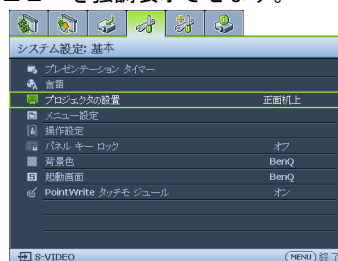 を強調表示できます。
システム設定: 基本
プレゼンテーション タイマー
言語
プロジェクタの設置 正面机上
メニュー設定
操作設定
パネル キー ロック オフ
背景色 BenQ
起動画面 BenQ
PointWrite タッチモ ジュール オン
S-VIDEO MENU 終了